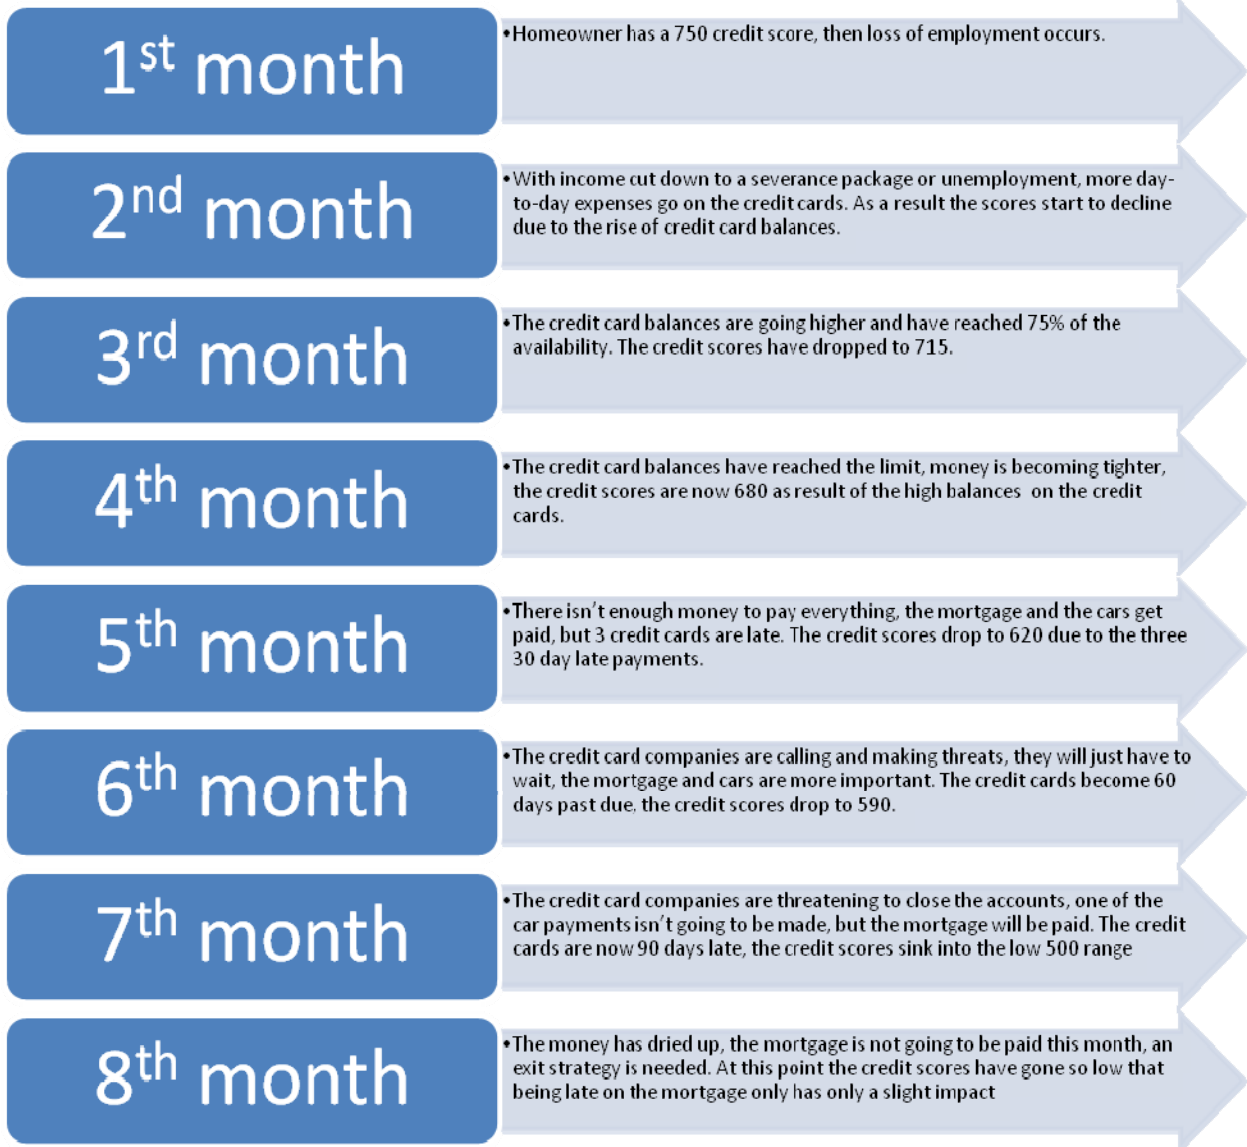 1st month
•Homeowner has a 750 credit score, then loss of employment occurs.
2nd month
•With income cut down to a severance package or unemployment, more day-
to-day expenses go on the credit cards. As a result the scores start to decline
due to the rise of credit card balances.
3rd month
•The credit card balances are going higher and have reached 75% of the
availability. The credit scores have dropped to 715.
4th month
•The credit card balances have reached the limit, money is becoming tighter,
the credit scores are now 680 as result of the high balances on the credit
cards.
5th month
•There isn't enough money to pay everything, the mortgage and the cars get
paid, but 3 credit cards are late. The credit scores drop to 620 due to the three
30 day late payments.
6th month
•The credit card companies are calling and making threats, they will just have to
wait, the mortgage and cars are more important. The credit cards become 60
days past due, the credit scores drop to 590.
7th month
•The credit card companies are threatening to close the accounts, one of the
car payments isn't going to be made, but the mortgage will be paid. The credit
cards are now 90 days late, the credit scores sink into the low 500 range
8th month
•The money has dried up, the mortgage is not going to be paid this month, an
exit strategy is needed. At this point the credit scores have gone so low that
being late on the mortgage only has only a slight impact